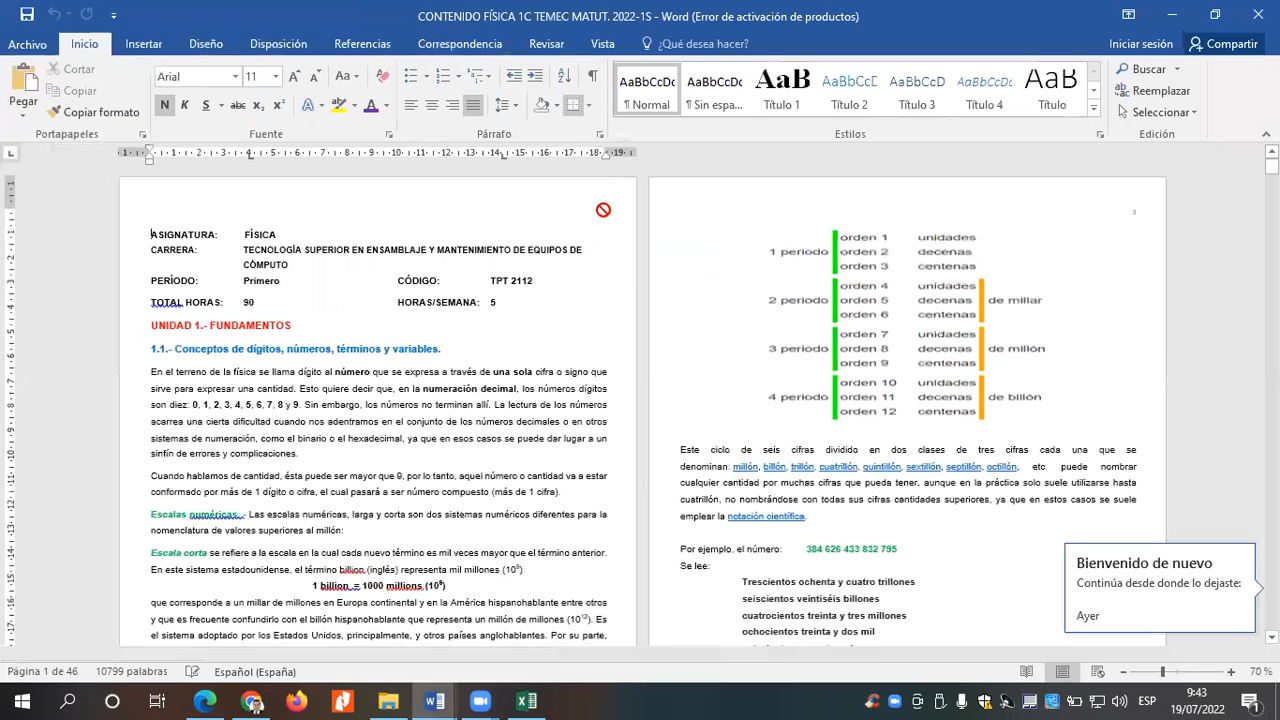 CONTENIDO FÍSICA 1C TEMEC MATUT. 2022-1S - Word (Error de activación de productos)
Archivo Inicio Insertar Diseño Disposición Referencias Correspondencia Revisar Vista ¿Qué desea hacer? Iniciar sesión Compartir
Pegar
Cortar
Copiar
Copiar formato
Portapapeles
Arial 11
Aa
N K S abc x₂ x²
Fuente
Párrafo
AaBbCcDc AaBbCcDc AaB AaBbCcD AaBbCcD AaBbCcD AaB
¶ Normal ¶ Sin espa... Título 1 Título 2 Título 3 Título 4 Título
Estilos
Buscar
Reemplazar
Seleccionar
Edición
ASIGNATURA: FÍSICA
CARRERA: TECNOLOGÍA SUPERIOR EN ENSAMBLAJE Y MANTENIMIENTO DE EQUIPOS DE
CÓMPUTO
PERÍODO: Primero CÓDIGO: TPT 2112
TOTAL HORAS: 90 HORAS/SEMANA: 5
UNIDAD 1.- FUNDAMENTOS
1.1.- Conceptos de dígitos, números, términos y variables.
En el terreno de la física se llama dígito al número que se expresa a través de una sola cifra o signo que
sirve para expresar una cantidad. Esto quiere decir que, en la numeración decimal, los números dígitos
son diez: 0, 1, 2, 3, 4, 5, 6, 7, 8 y 9. Sin embargo, los números no terminan allí. La lectura de los números
acarrea una cierta dificultad cuando nos adentramos en el conjunto de los números decimales o en otros
sistemas de numeración, como el binario o el hexadecimal, ya que en esos casos se puede dar lugar a un
sinfín de errores y complicaciones.
Cuando hablamos de cantidad, ésta puede ser mayor que 9, por lo tanto, aquel número o cantidad va a estar
conformado por más de 1 dígito o cifra, el cual pasará a ser número compuesto (más de 1 cifra).
Escalas numéricas.- Las escalas numéricas, larga y corta son dos sistemas numéricos diferentes para la
nomenclatura de valores superiores al millón:
Escala corta se refiere a la escala en la cual cada nuevo término es mil veces mayor que el término anterior.
En este sistema estadounidense, el término billion (inglés) representa mil millones (10⁹)
1 billion = 1000 millions (10⁹)
que corresponde a un millar de millones en Europa continental y en la América hispanohablante entre otros
y que es frecuente confundirlo con el billón hispanohablante que representa un millón de millones (10¹²). Es
el sistema adoptado por los Estados Unidos, principalmente, y otros países anglohablantes. Por su parte,
3
1 periodo orden 1 unidades
orden 2 decenas
orden 3 centenas
2 periodo orden 4 unidades
orden 5 decenas de millar
orden 6 centenas
3 periodo orden 7 unidades
orden 8 decenas de millón
orden 9 centenas
4 periodo orden 10 unidades
orden 11 decenas de billón
orden 12 centenas
Este ciclo de seis cifras dividido en dos clases de tres cifras cada una que se
denominan: millón, billón, trillón, cuatrillón, quintillón, sextillón, septillón, octillón, etc. puede nombrar
cualquier cantidad por muchas cifras que pueda tener, aunque en la práctica solo suele utilizarse hasta
cuatrillón, no nombrándose con todas sus cifras cantidades superiores, ya que en estos casos se suele
emplear la notación científica.
Por ejemplo, el número: 384 626 433 832 795
Se lee:
Trescientos ochenta y cuatro trillones
seiscientos veintiséis billones
cuatrocientos treinta y tres millones
ochocientos treinta y dos mil
Bienvenido de nuevo
Continúa desde donde lo dejaste:
Ayer
Página 1 de 46 10799 palabras Español (España) 70 %
ESP
9:43
19/07/2022